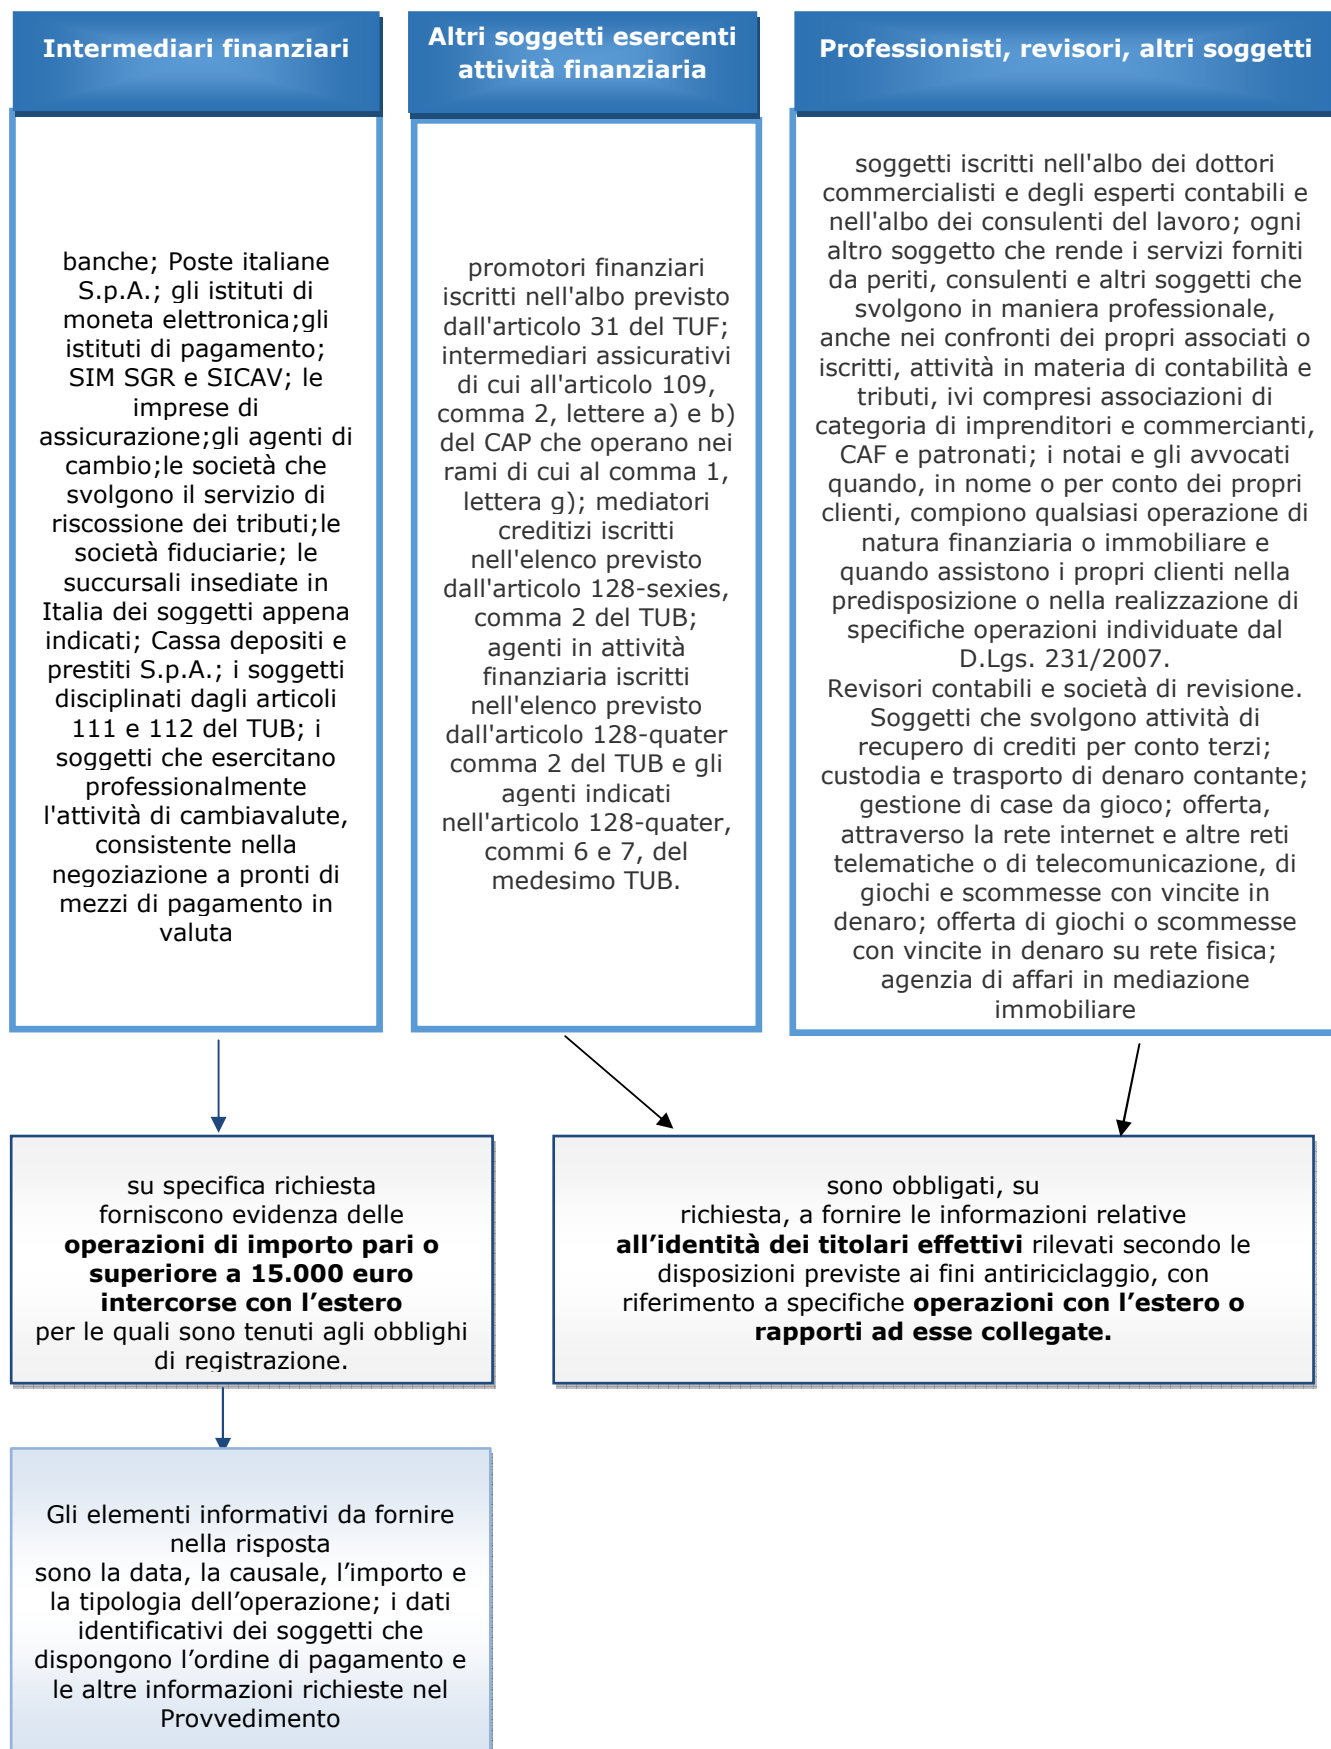 Intermediari finanziari
banche; Poste italiane
S.p.A.; gli istituti di
moneta elettronica;gli
istituti di pagamento;
SIM SGR e SICAV; le
imprese di
assicurazione;gli agenti di
cambio;le società che
svolgono il servizio di
riscossione dei tributi;le
società fiduciarie; le
succursali insediate in
Italia dei soggetti appena
indicati; Cassa depositi e
prestiti S.p.A.; i soggetti
disciplinati dagli articoli
111 e 112 del TUB; i
soggetti che esercitano
professionalmente
l'attività di cambiavalute,
consistente nella
negoziazione a pronti di
mezzi di pagamento in
valuta
Altri soggetti esercenti
attività finanziaria
promotori finanziari
iscritti nell'albo previsto
dall'articolo 31 del TUF;
intermediari assicurativi
di cui all'articolo 109,
comma 2, lettere a) e b)
del CAP che operano nei
rami di cui al comma 1,
lettera g); mediatori
creditizi iscritti
nell'elenco previsto
dall'articolo 128-sexies,
comma 2 del TUB;
agenti in attività
finanziaria iscritti
nell'elenco previsto
dall'articolo 128-quater
comma 2 del TUB e gli
agenti indicati
nell'articolo 128-quater,
commi 6 e 7, del
medesimo TUB.
Professionisti, revisori, altri soggetti
soggetti iscritti nell'albo dei dottori
commercialisti e degli esperti contabili e
nell'albo dei consulenti del lavoro; ogni
altro soggetto che rende i servizi forniti
da periti, consulenti e altri soggetti che
svolgono in maniera professionale,
anche nei confronti dei propri associati o
iscritti, attività in materia di contabilità e
tributi, ivi compresi associazioni di
categoria di imprenditori e commercianti,
CAF e patronati; i notai e gli avvocati
quando, in nome o per conto dei propri
clienti, compiono qualsiasi operazione di
natura finanziaria o immobiliare e
quando assistono i propri clienti nella
predisposizione o nella realizzazione di
specifiche operazioni individuate dal
D.Lgs. 231/2007.
Revisori contabili e società di revisione.
Soggetti che svolgono attività di
recupero di crediti per conto terzi;
custodia e trasporto di denaro contante;
gestione di case da gioco; offerta,
attraverso la rete internet e altre reti
telematiche o di telecomunicazione, di
giochi e scommesse con vincite in
denaro; offerta di giochi o scommesse
con vincite in denaro su rete fisica;
agenzia di affari in mediazione
immobiliare
su specifica richiesta
forniscono evidenza delle
operazioni di importo pari o
superiore a 15.000 euro
intercorse con l’estero
per le quali sono tenuti agli obblighi
di registrazione.
sono obbligati, su
richiesta, a fornire le informazioni relative
all’identità dei titolari effettivi rilevati secondo le
disposizioni previste ai fini antiriciclaggio, con
riferimento a specifiche operazioni con l’estero o
rapporti ad esse collegate.
Gli elementi informativi da fornire
nella risposta
sono la data, la causale, l’importo e
la tipologia dell’operazione; i dati
identificativi dei soggetti che
dispongono l’ordine di pagamento e
le altre informazioni richieste nel
Provvedimento